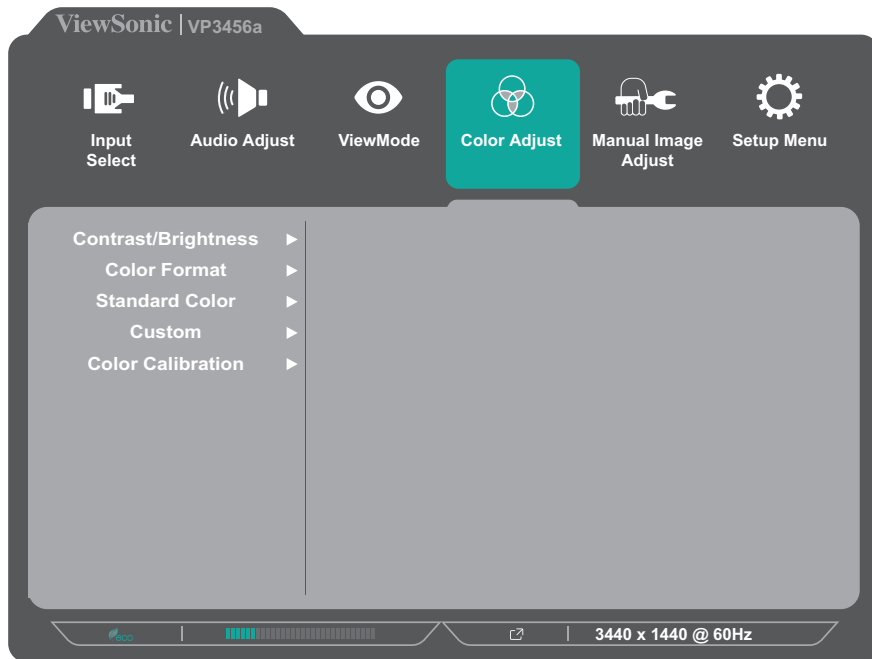 ViewSonic | VP3456a
Input Select
Audio Adjust
ViewMode
Color Adjust
Manual Image Adjust
Setup Menu
Contrast/Brightness
Color Format
Standard Color
Custom
Color Calibration
eco
3440 x 1440 @ 60Hz